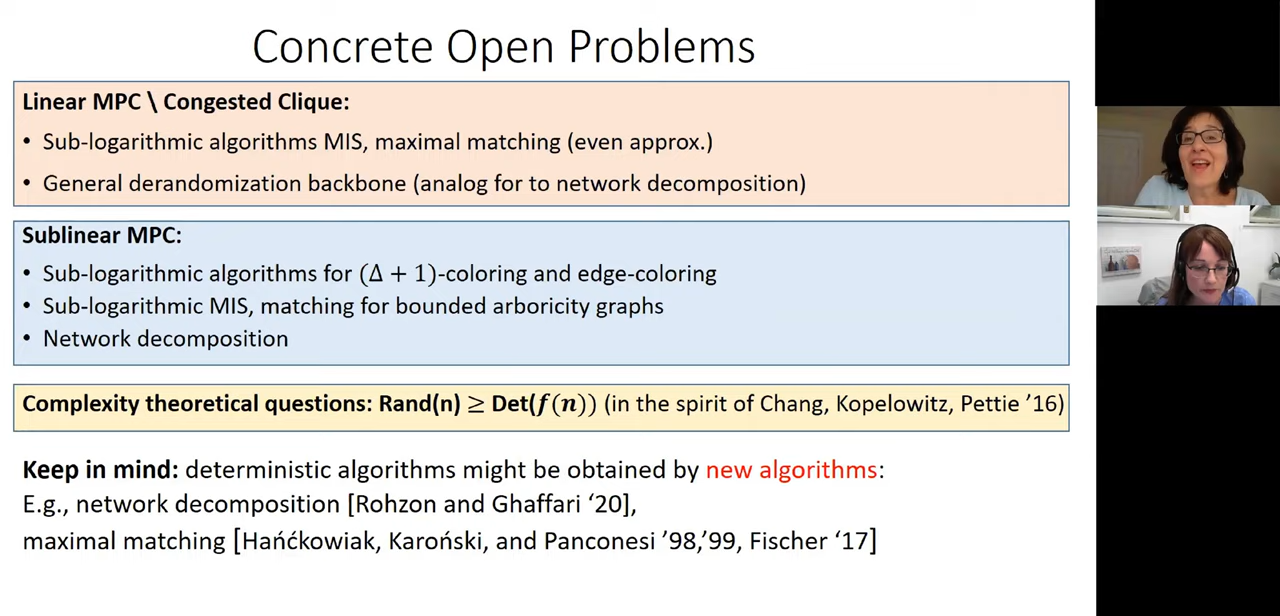 Concrete Open Problems
Linear MPC \ Congested Clique:
• Sub-logarithmic algorithms MIS, maximal matching (even approx.)
• General derandomization backbone (analog for to network decomposition)
Sublinear MPC:
• Sub-logarithmic algorithms for (Δ + 1)-coloring and edge-coloring
• Sub-logarithmic MIS, matching for bounded arboricity graphs
• Network decomposition
Complexity theoretical questions: Rand(n) ≥ Det(f(n)) (in the spirit of Chang, Kopelowitz, Pettie ’16)
Keep in mind: deterministic algorithms might be obtained by new algorithms:
E.g., network decomposition [Rohzon and Ghaffari ‘20],
maximal matching [Hańćkowiak, Karoński, and Panconesi ’98,’99, Fischer ‘17]